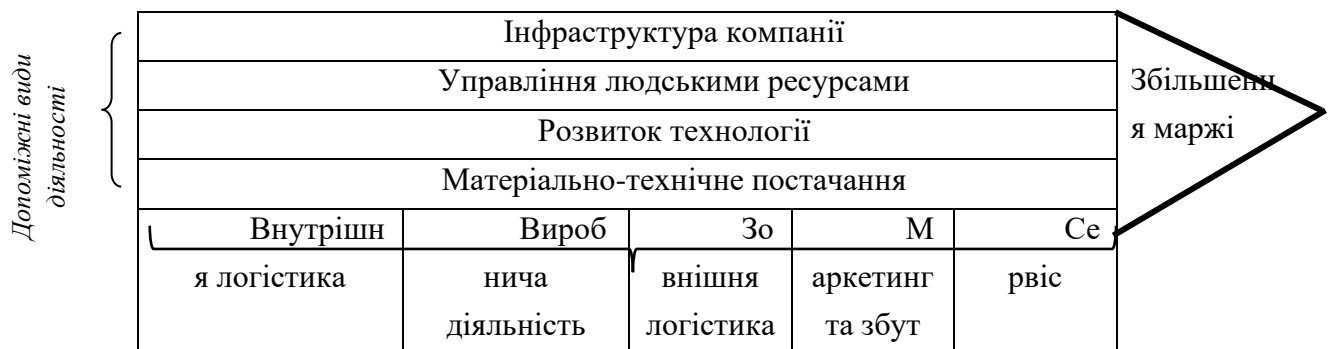 Допоміжні види
діяльності
Інфраструктура компанії
Управління людськими ресурсами
Розвиток технології
Матеріально-технічне постачання
Збільшенн
я маржі
Внутрішн
я логістика
Вироб
нича
діяльність
Зо
внішня
логістика
М
аркетинг
та збут
Се
рвіс